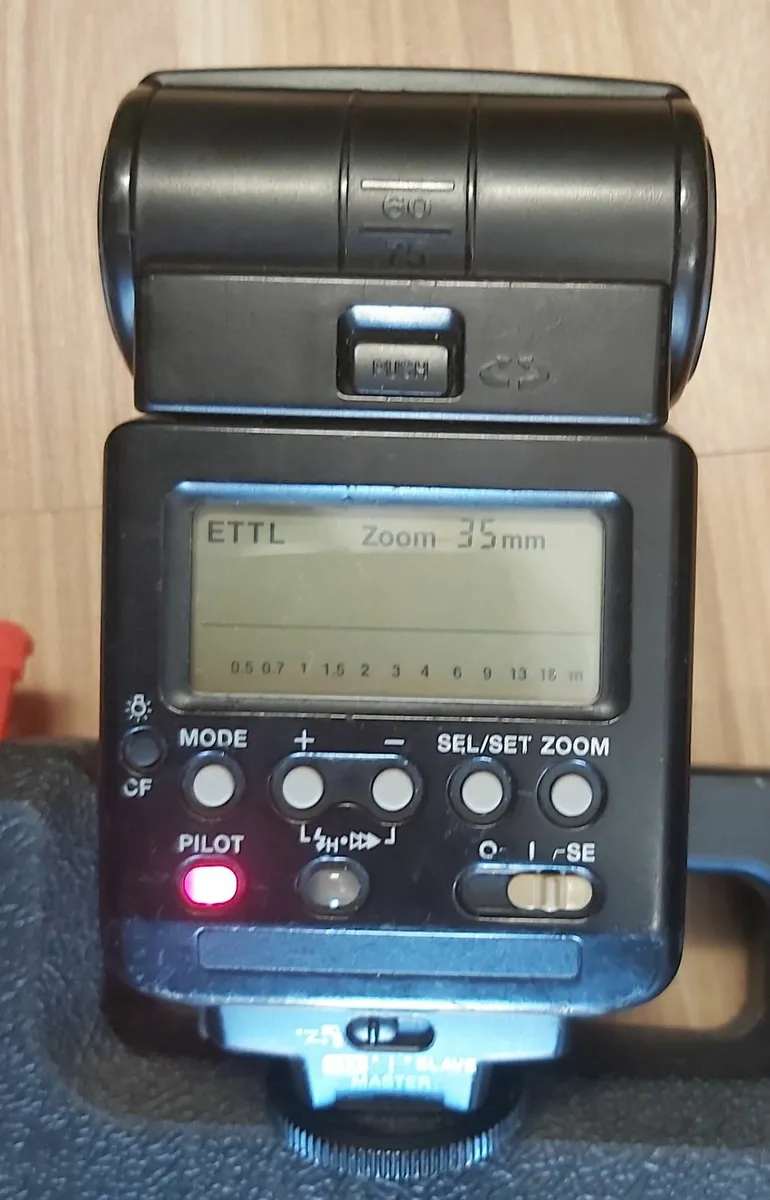 60
75
PUSH
ETTL Zoom 35mm
0.5 0.7 1 1.5 2 3 4 6 9 13 18 m
MODE + − SEL/SET ZOOM
CF
PILOT H O I SE
SLAVE
MASTER